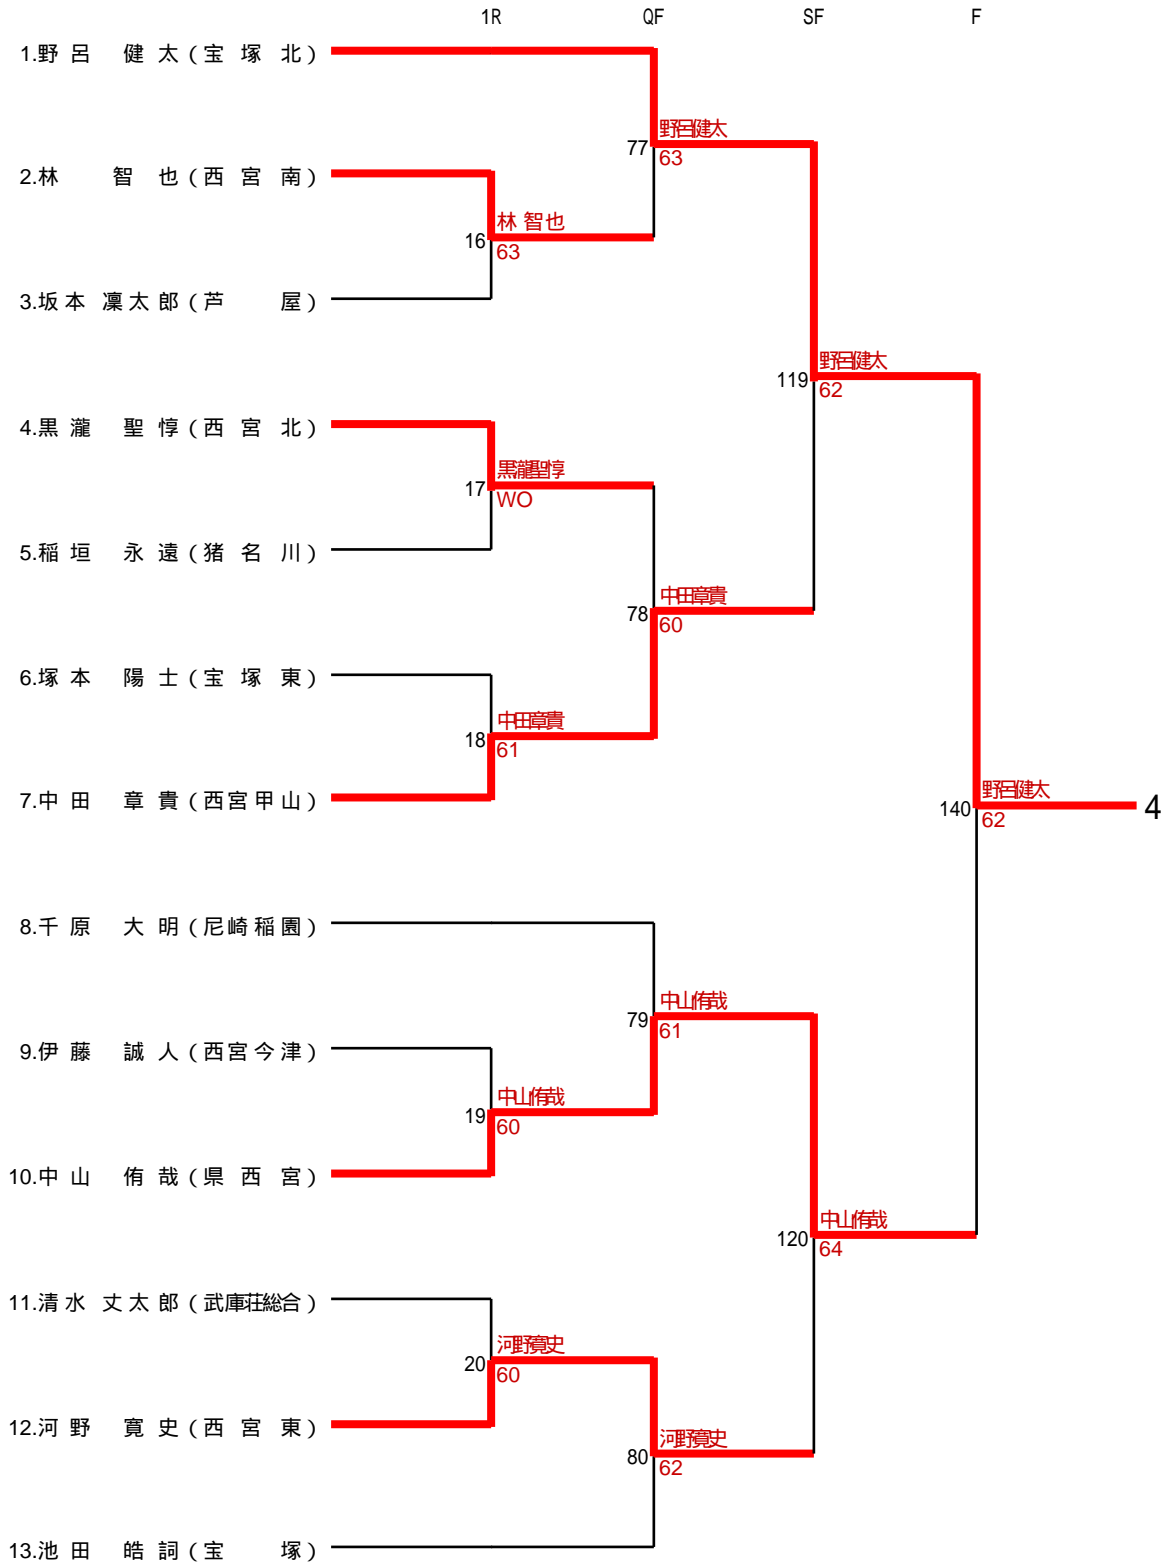 1R QF SF F
1.野呂 健太(宝塚北)
野呂健太
77
63
2.林 智也(西宮南)
林 智也
16
63
3.坂本 凜太郎(芦屋)
野呂健太
119
62
4.黒瀧 聖惇(西宮北)
黒瀧聖惇
17
WO
5.稲垣 永遠(猪名川)
中田章貴
78
60
6.塚本 陽士(宝塚東)
中田章貴
18
61
7.中田 章貴(西宮甲山)
野呂健太
140
62
4
8.千原 大明(尼崎稲園)
中山侑哉
79
61
9.伊藤 誠人(西宮今津)
中山侑哉
19
60
10.中山 侑哉(県西宮)
中山侑哉
120
64
11.清水 丈太郎(武庫荘総合)
河野寛史
20
60
12.河野 寛史(西宮東)
河野寛史
80
62
13.池田 皓詞(宝塚)